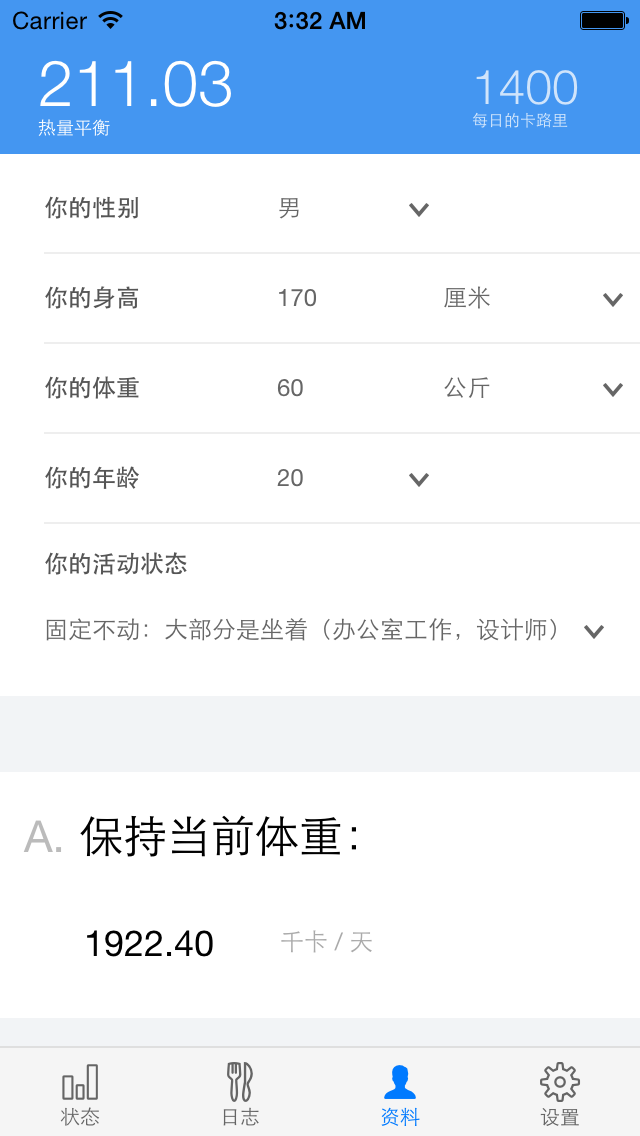 Carrier 3:32 AM
211.03 1400
热量平衡 每日的卡路里
你的性别 男
你的身高 170 厘米
你的体重 60 公斤
你的年龄 20
你的活动状态
固定不动：大部分是坐着（办公室工作，设计师）
A. 保持当前体重：
1922.40 千卡 / 天
状态 日志 资料 设置